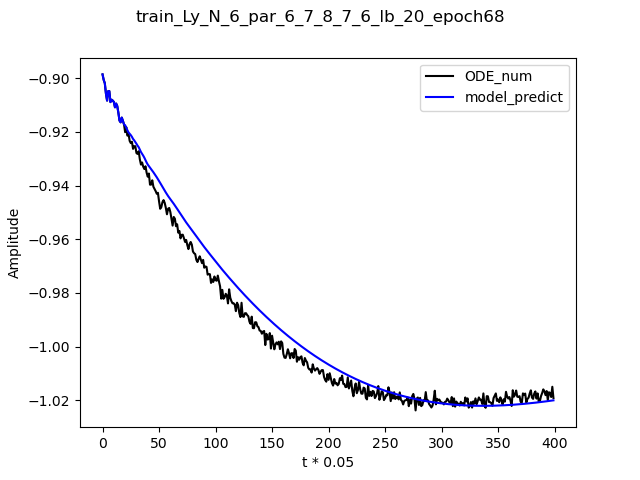 train_Ly_N_6_par_6_7_8_7_6_lb_20_epoch68
ODE_num
model_predict
−0.90
−0.92
−0.94
−0.96
−0.98
−1.00
−1.02
Amplitude
0 50 100 150 200 250 300 350 400
t * 0.05